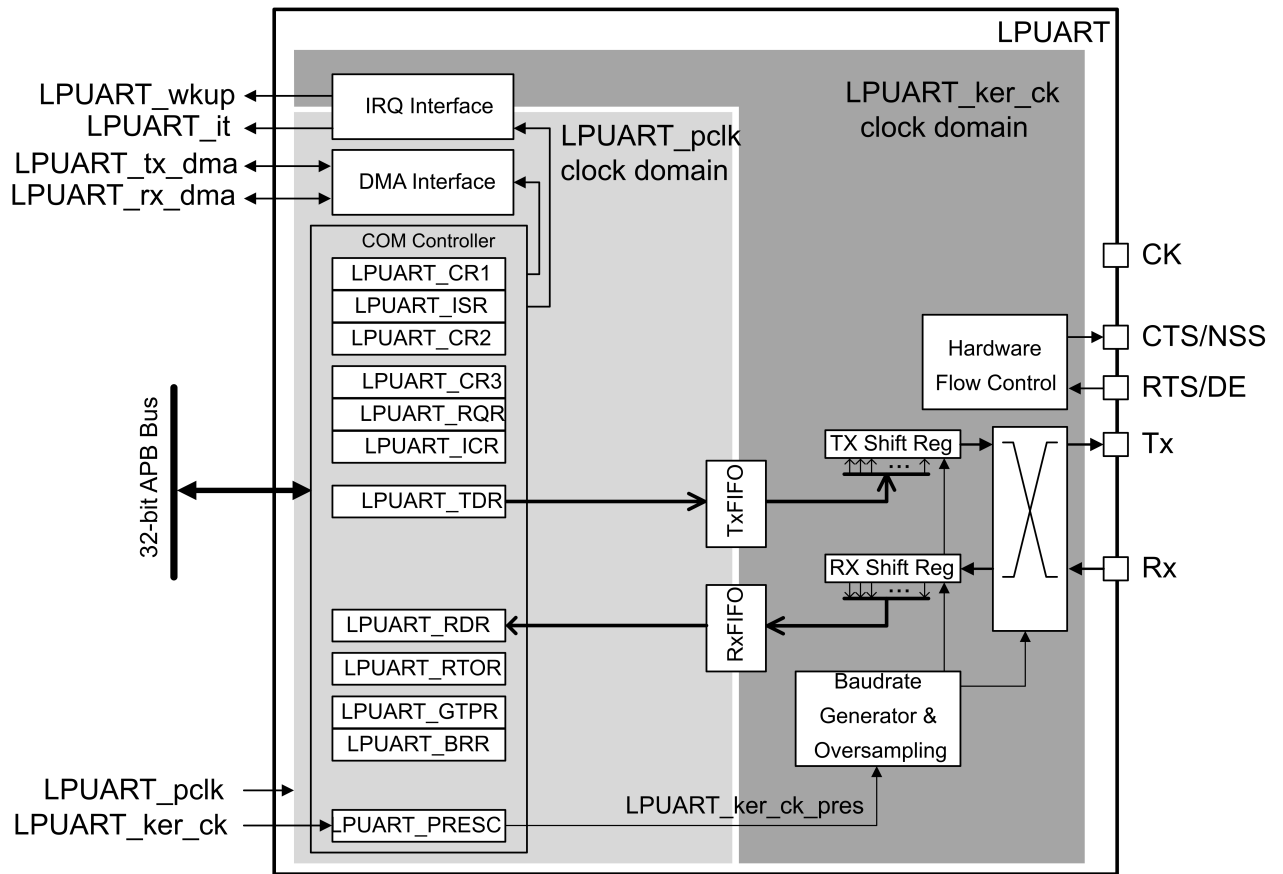 LPUART
LPUART_wkup
LPUART_it
LPUART_tx_dma
LPUART_rx_dma
IRQ Interface
DMA Interface
LPUART_pclk
clock domain
LPUART_ker_ck
clock domain
COM Controller
LPUART_CR1
LPUART_ISR
LPUART_CR2
LPUART_CR3
LPUART_RQR
LPUART_ICR
LPUART_TDR
LPUART_RDR
LPUART_RTOR
LPUART_GTPR
LPUART_BRR
LPUART_PRESC
32-bit APB Bus
TxFIFO
RxFIFO
TX Shift Reg
...
RX Shift Reg
...
Hardware
Flow Control
Baudrate
Generator &
Oversampling
CK
CTS/NSS
RTS/DE
Tx
Rx
LPUART_pclk
LPUART_ker_ck
LPUART_ker_ck_pres